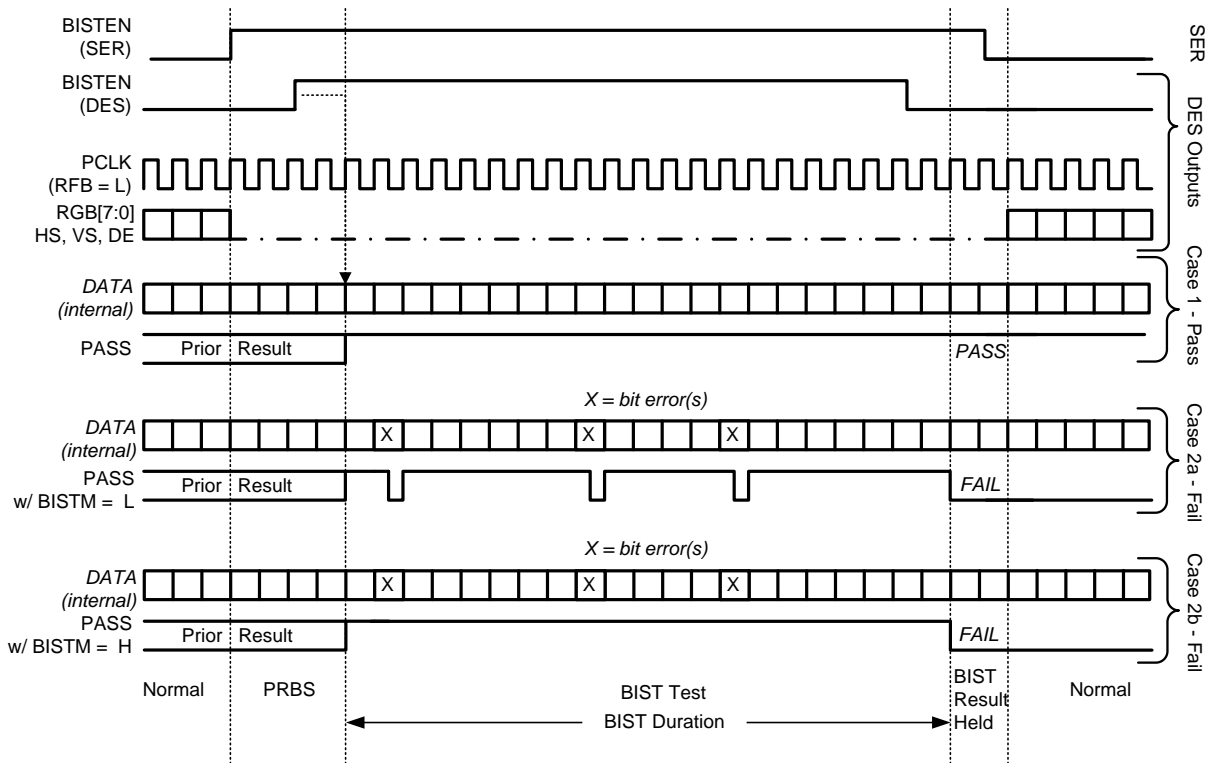 BISTEN
(SER)
SER
BISTEN
(DES)
DES Outputs
PCLK
(RFB = L)
RGB[7:0]
HS, VS, DE
Case 1 - Pass
DATA
(internal)
PASS
Prior Result
PASS
X = bit error(s)
Case 2a - Fail
DATA
(internal)
X X X
PASS
w/ BISTM = L
Prior Result
FAIL
X = bit error(s)
Case 2b - Fail
DATA
(internal)
X X X
PASS
w/ BISTM = H
Prior Result
FAIL
Normal
PRBS
BIST Test
BIST Duration
BIST
Result
Held
Normal